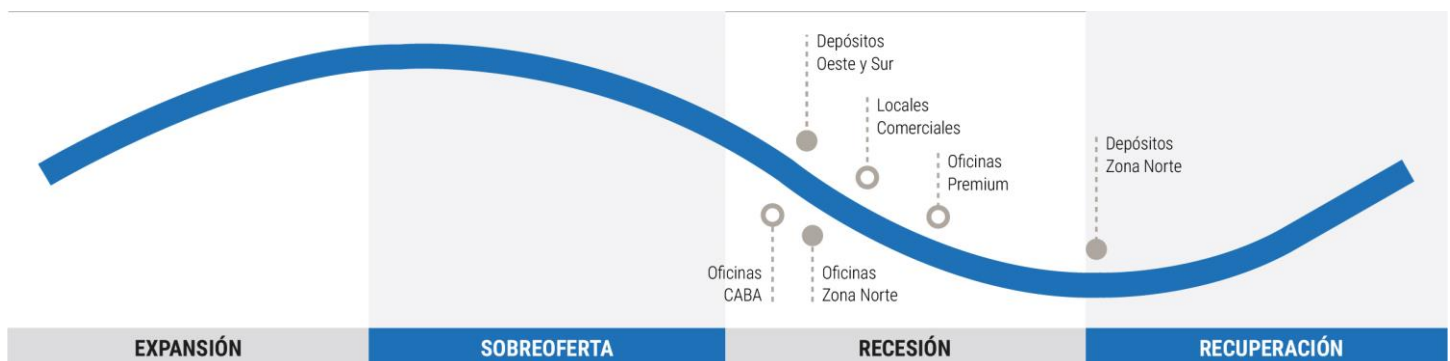 Depósitos
Oeste y Sur
Locales
Comerciales
Oficinas
Premium
Depósitos
Zona Norte
Oficinas
CABA
Oficinas
Zona Norte
EXPANSIÓN
SOBREOFERTA
RECESIÓN
RECUPERACIÓN